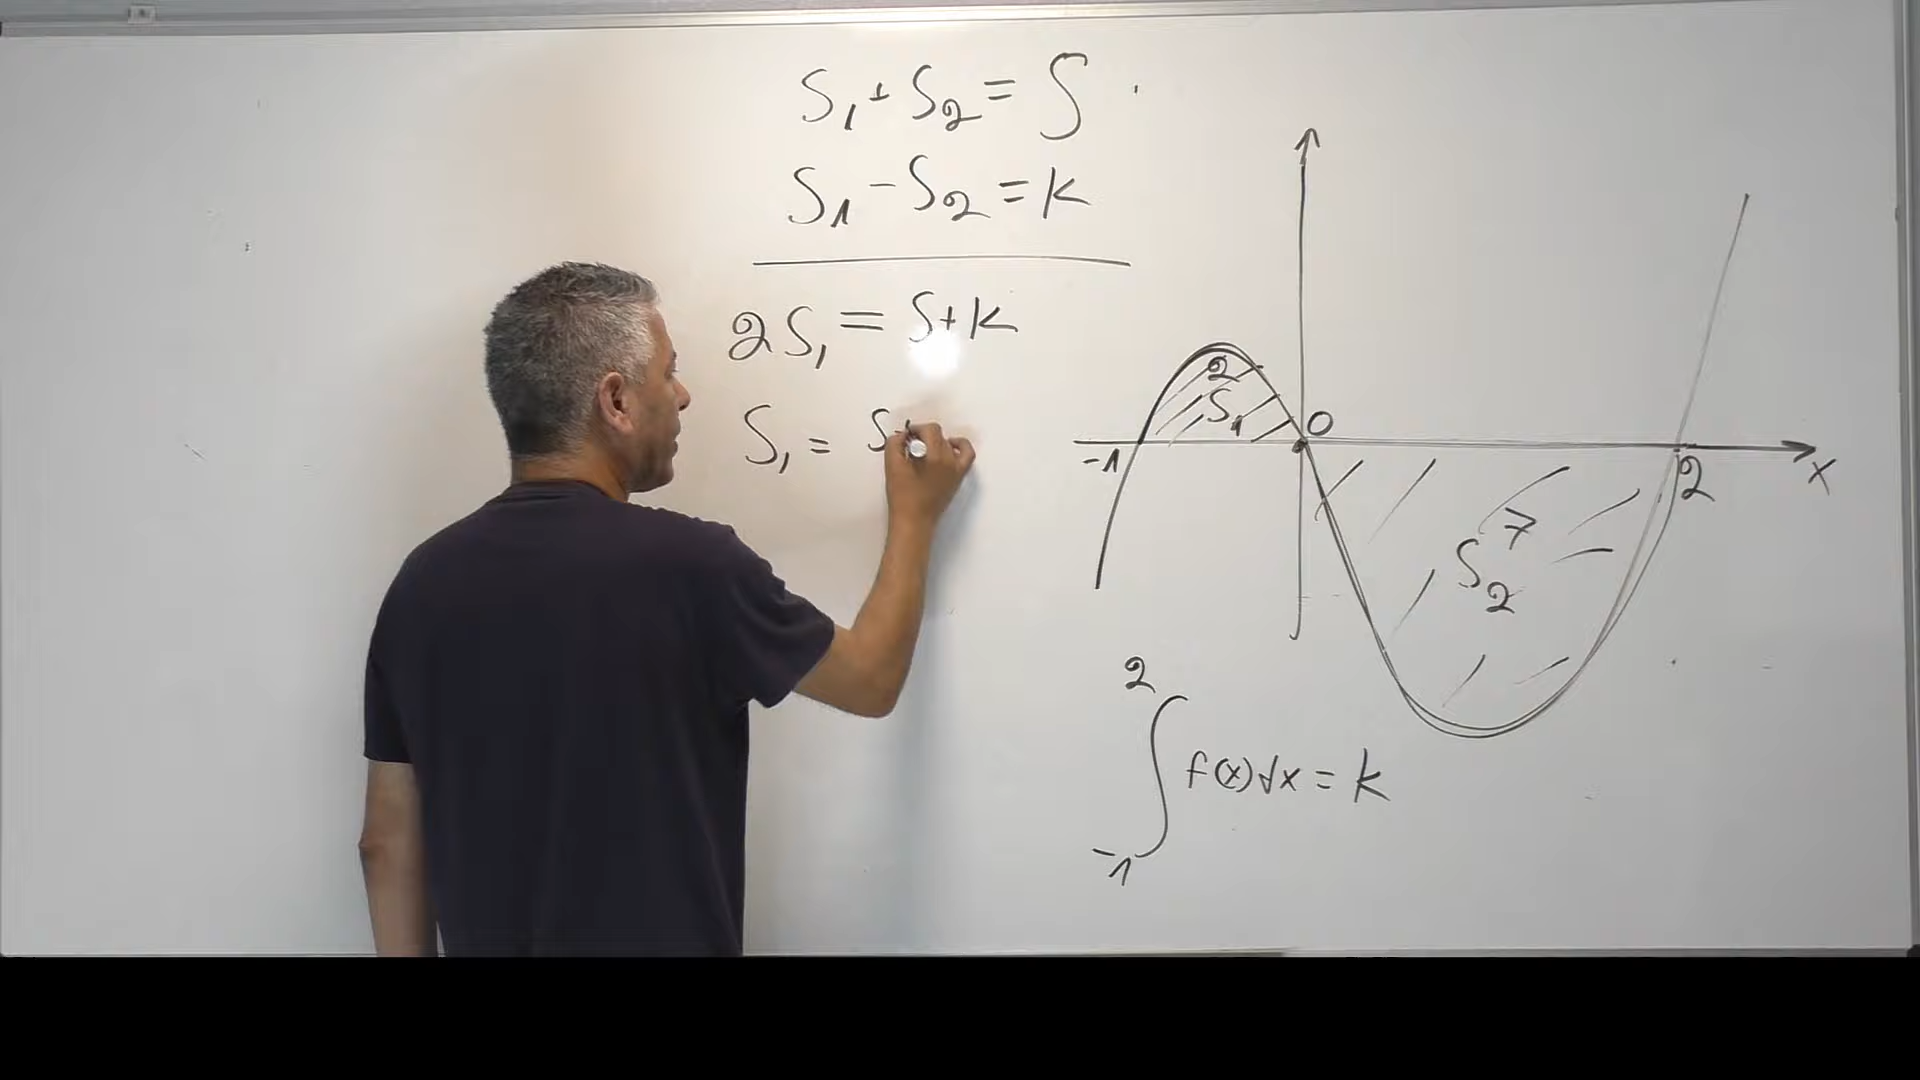 S₁ + S₂ = S
S₁ - S₂ = k
2S₁ = S + k
S₁ = S+
2
S₁
0
-1
2
x
7
S₂
2
∫ f(x)dx = k
-1